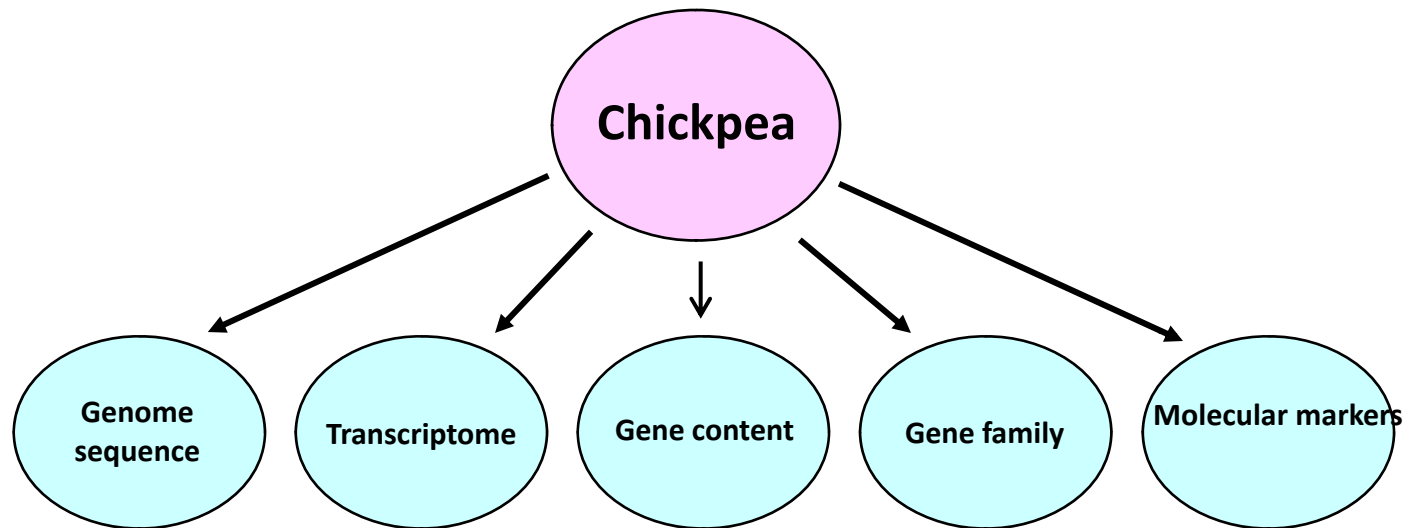 Chickpea
Genome
sequence
Transcriptome
Gene content
Gene family
Molecular markers